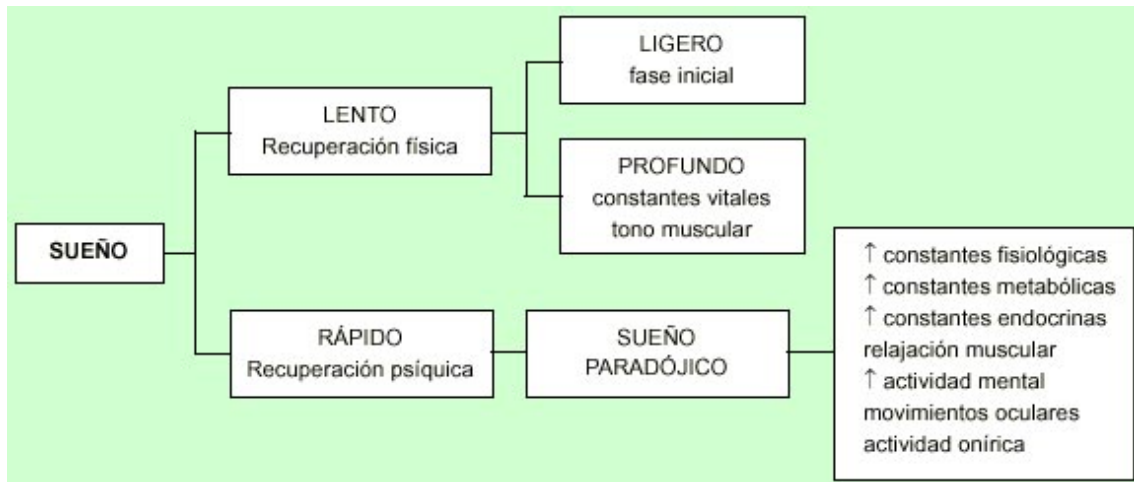 SUEÑO
LENTO
Recuperación física
LIGERO
fase inicial
PROFUNDO
constantes vitales
tono muscular
RÁPIDO
Recuperación psíquica
SUEÑO
PARADÓJICO
↑ constantes fisiológicas
↑ constantes metabólicas
↑ constantes endocrinas
relajación muscular
↑ actividad mental
movimientos oculares
actividad onírica